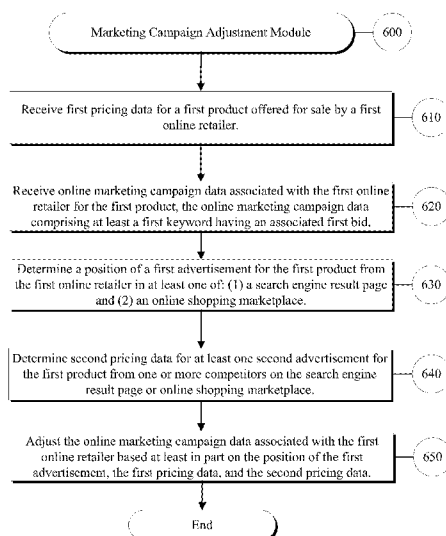 Marketing Campaign Adjustment Module
600
Receive first pricing data for a first product offered for sale by a first
online retailer.
610
Receive online marketing campaign data associated with the first online
retailer for the first product, the online marketing campaign data
comprising at least a first keyword having an associated first bid.
620
Determine a position of a first advertisement for the first product from
the first online retailer in at least one of: (1) a search engine result page
and (2) an online shopping marketplace.
630
Determine second pricing data for at least one second advertisement for
the first product from one or more competitors on the search engine
result page or online shopping marketplace.
640
Adjust the online marketing campaign data associated with the first
online retailer based at least in part on the position of the first
advertisement, the first pricing data, and the second pricing data.
650
End